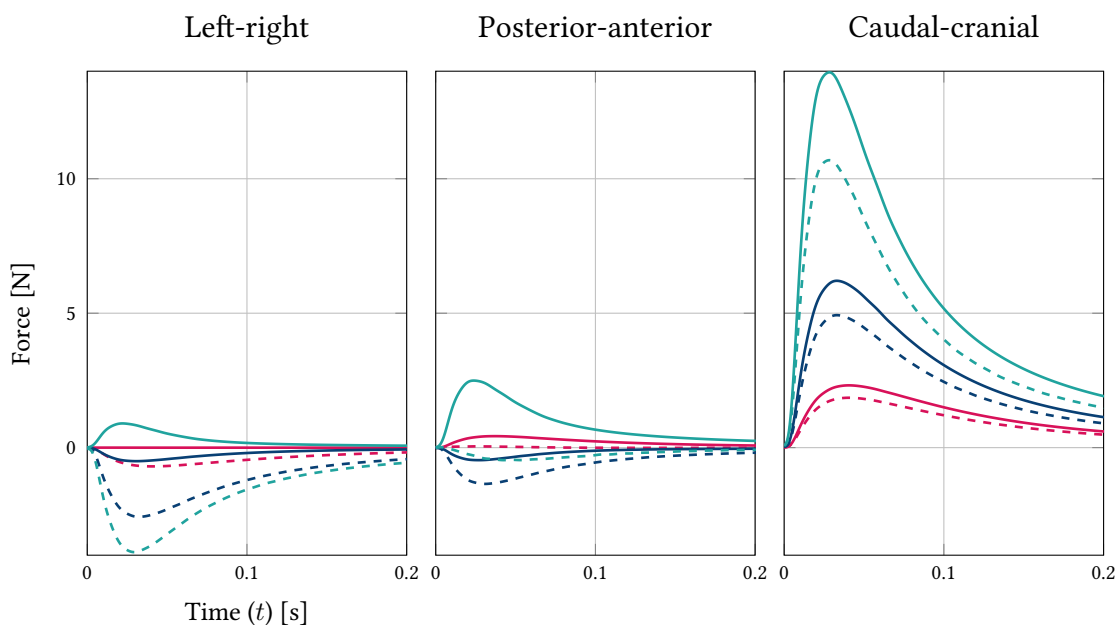 Left-right
Posterior-anterior
Caudal-cranial
10
5
0
Force [N]
0 0.1 0.2
0 0.1 0.2
0 0.1 0.2
Time (t) [s]